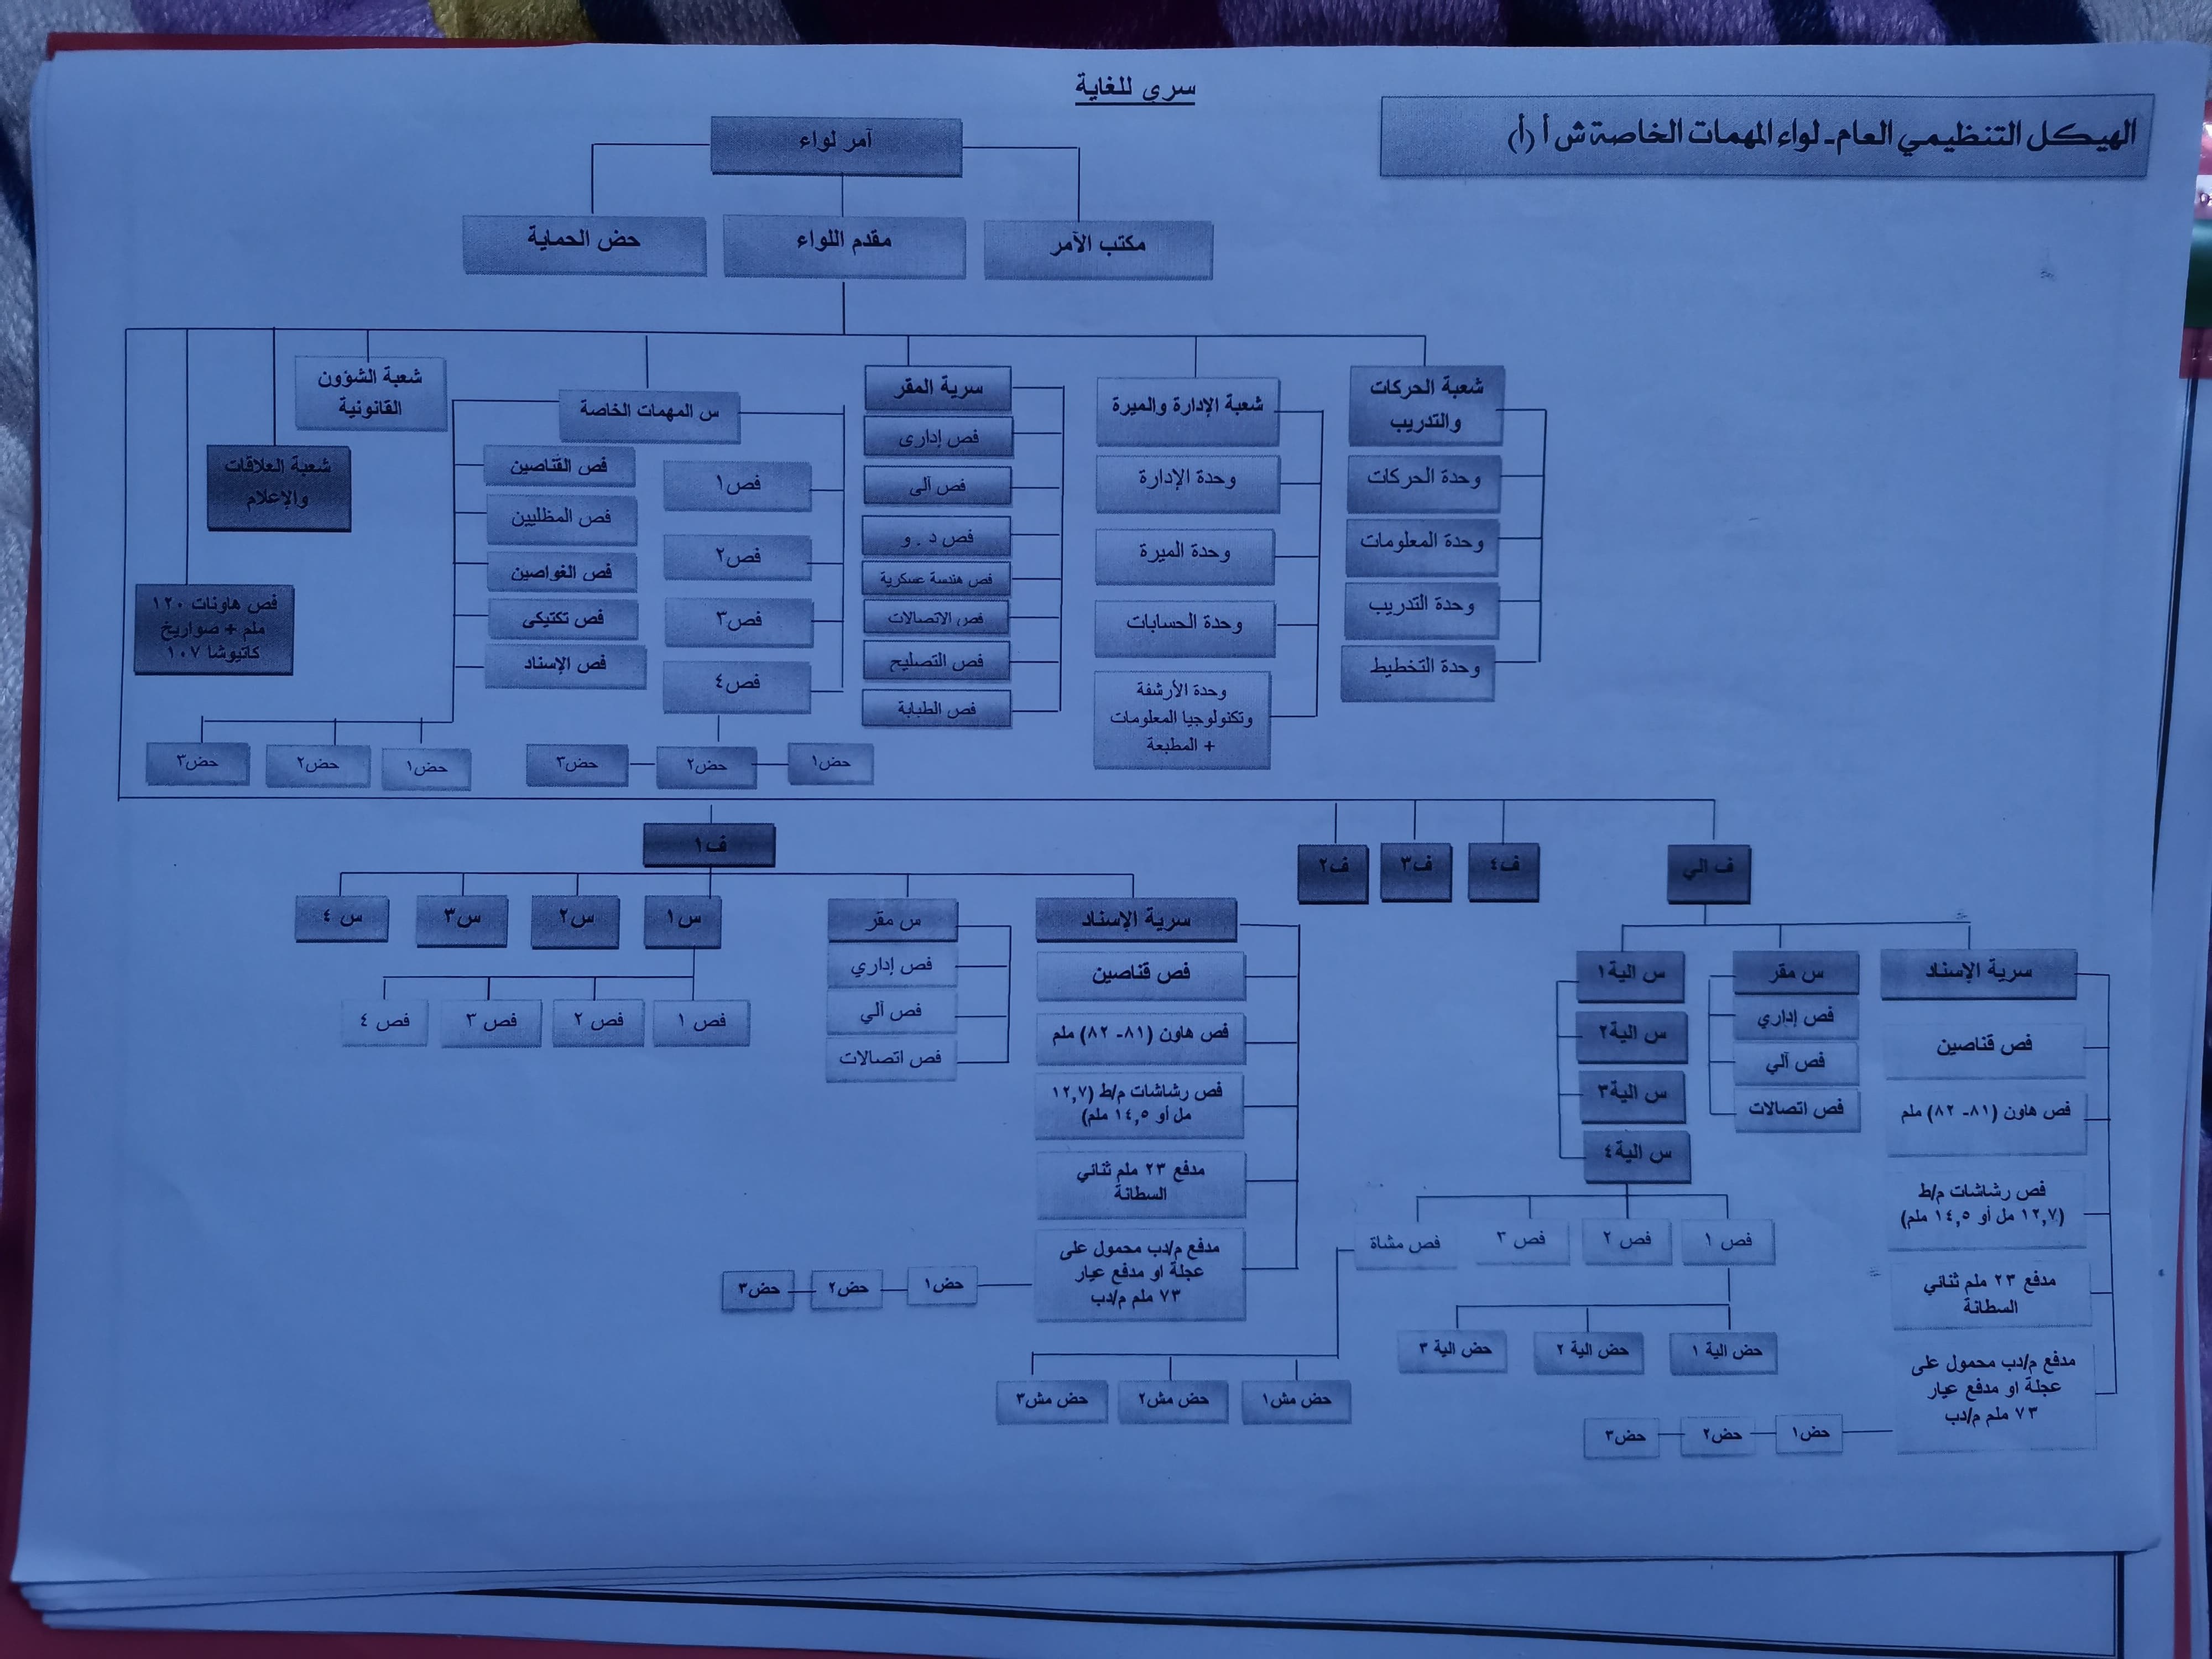 سري للغاية
الهيكل التنظيمي العام ـ لواء المهمات الخاصة ش أ (أ)
آمر لواء
مكتب الآمر
مقدم اللواء
حض الحماية
شعبة الحركات
والتدريب
وحدة الحركات
وحدة المعلومات
وحدة التدريب
وحدة التخطيط
شعبة الإدارة والميرة
وحدة الإدارة
وحدة الميرة
وحدة الحسابات
وحدة الأرشفة
وتكنولوجيا المعلومات
+ المطبعة
سرية المقر
فص إداري
فص آلي
فص د . و
فص هندسة عسكرية
فص الاتصالات
فص التصليح
فص الطبابة
س المهمات الخاصة
فص١
فص٢
فص٣
فص٤
حض١
حض٢
حض٣
فص القناصين
فص المظليين
فص الغواصين
فص تكتيكي
فص الإسناد
حض١
حض٢
حض٣
شعبة الشؤون
القانونية
شعبة العلاقات
والإعلام
فص هاونات ١٢٠
ملم + صواريخ
كاتيوشا ١٠٧
ف الي
ف٤
ف٣
ف٢
ف١
سرية الإسناد
فص قناصين
فص هاون (٨١- ٨٢) ملم
فص رشاشات م/ط
(١٢,٧ مل أو ١٤,٥ ملم)
مدفع ٢٣ ملم ثنائي
السطانة
مدفع م/دب محمول على
عجلة او مدفع عيار
٧٣ ملم م/دب
حض١
حض٢
حض٣
س مقر
فص إداري
فص آلي
فص اتصالات
س الية١
س الية٢
س الية٣
س الية٤
فص ١
فص ٢
فص ٣
فص مشاة
حض الية ١
حض الية ٢
حض الية ٣
حض مش١
حض مش٢
حض مش٣
سرية الإسناد
فص قناصين
فص هاون (٨١- ٨٢) ملم
فص رشاشات م/ط (١٢,٧
مل أو ١٤,٥ ملم)
مدفع ٢٣ ملم ثنائي
السطانة
مدفع م/دب محمول على
عجلة او مدفع عيار
٧٣ ملم م/دب
حض١
حض٢
حض٣
س مقر
فص إداري
فص آلي
فص اتصالات
س١
س٢
س٣
س ٤
فص ١
فص ٢
فص ٣
فص ٤